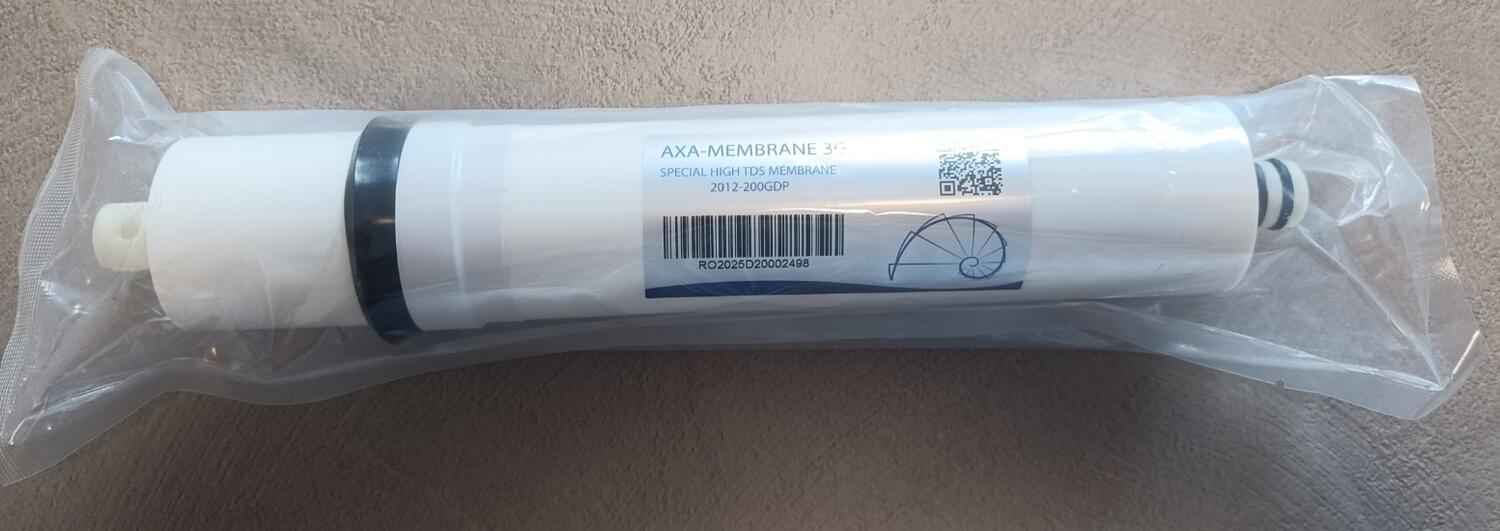 AXA-MEMBRANE 3G
SPECIAL HIGH TDS MEMBRANE
2012-200GDP
RO2025D20002498